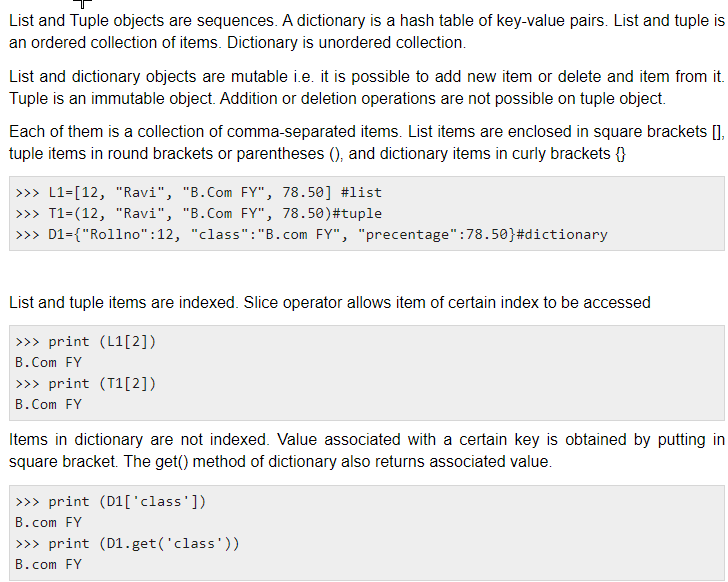 List and Tuple objects are sequences. A dictionary is a hash table of key-value pairs. List and tuple is
an ordered collection of items. Dictionary is unordered collection.
List and dictionary objects are mutable i.e. it is possible to add new item or delete and item from it.
Tuple is an immutable object. Addition or deletion operations are not possible on tuple object.
Each of them is a collection of comma-separated items. List items are enclosed in square brackets [],
tuple items in round brackets or parentheses (), and dictionary items in curly brackets {}
>>> L1=[12, "Ravi", "B.Com FY", 78.50] #list
>>> T1=(12, "Ravi", "B.Com FY", 78.50)#tuple
>>> D1={"Rollno":12, "class":"B.com FY", "precentage":78.50}#dictionary
List and tuple items are indexed. Slice operator allows item of certain index to be accessed
>>> print (L1[2])
B.Com FY
>>> print (T1[2])
B.Com FY
Items in dictionary are not indexed. Value associated with a certain key is obtained by putting in
square bracket. The get() method of dictionary also returns associated value.
>>> print (D1['class'])
B.com FY
>>> print (D1.get('class'))
B.com FY